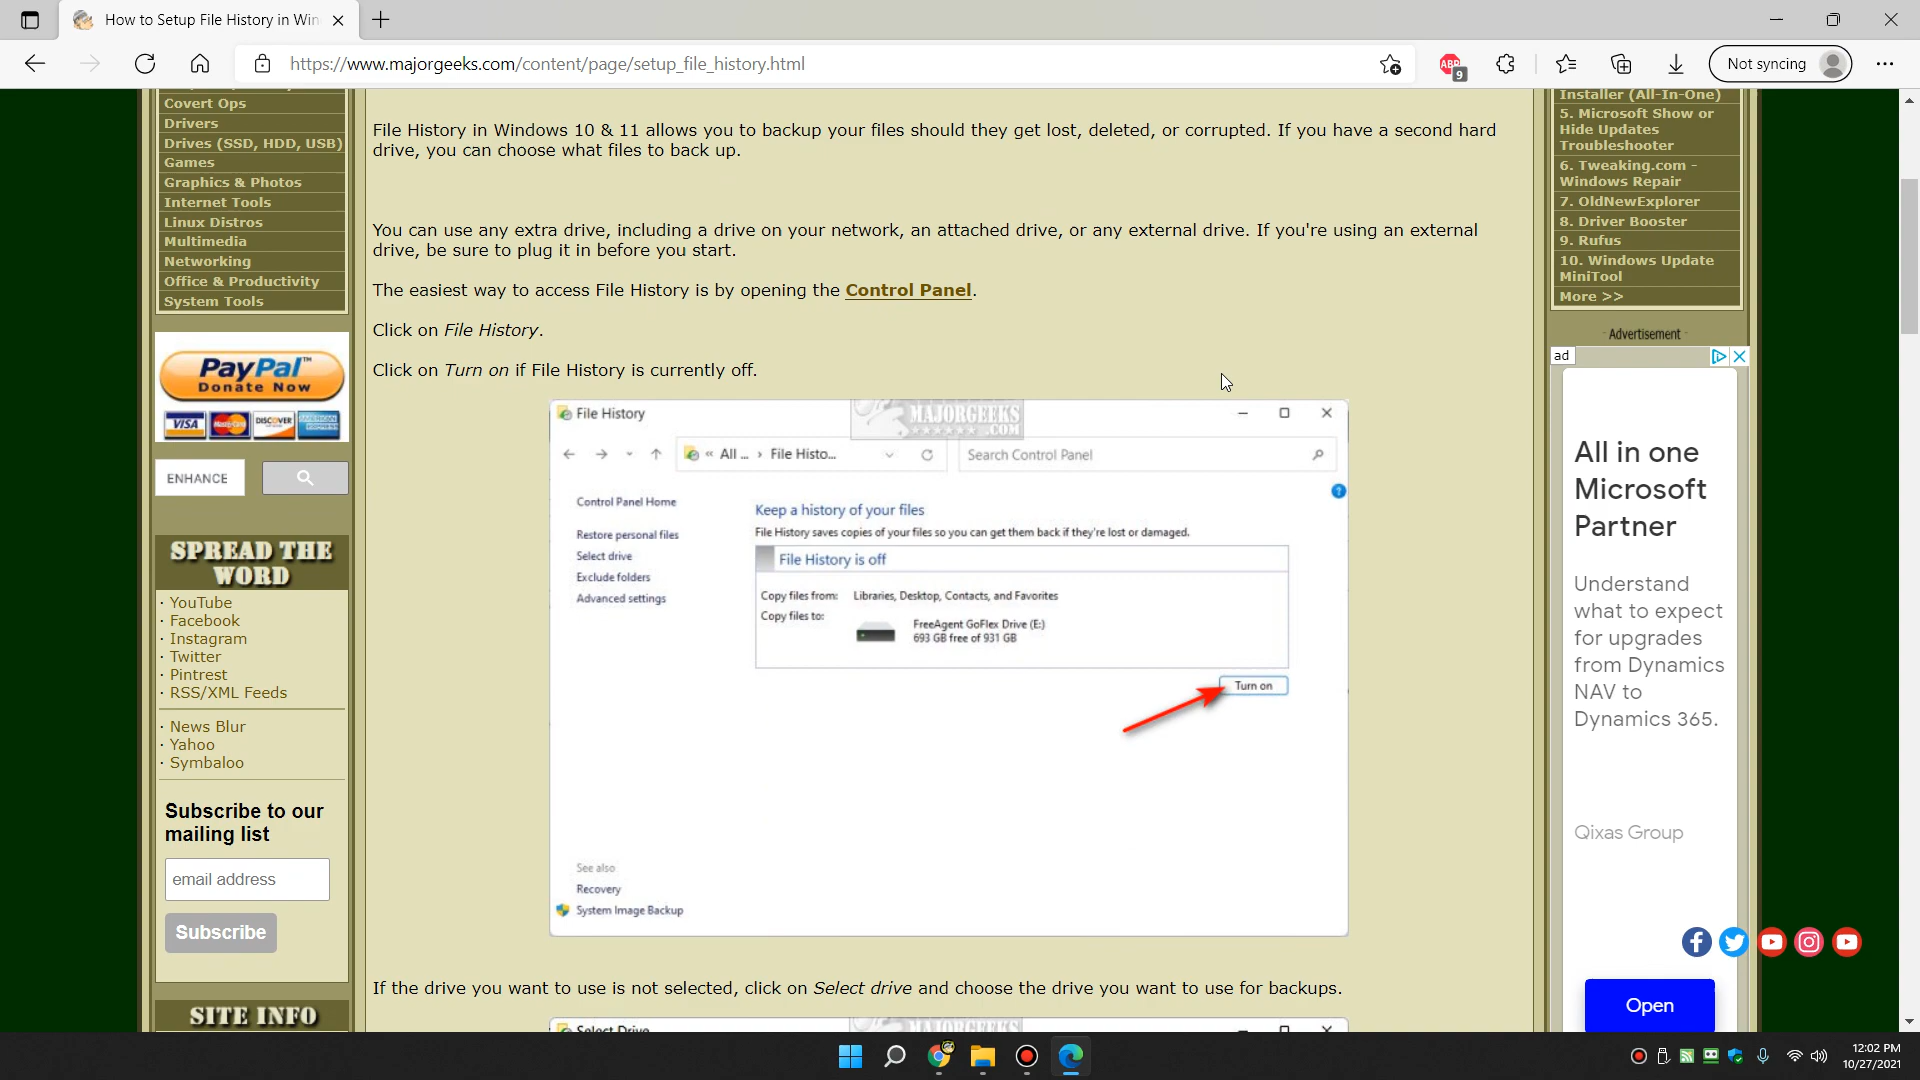 How to Setup File History in Win
https://www.majorgeeks.com/content/page/setup_file_history.html
ABP
9
Not syncing
Covert Ops
Drivers
Drives (SSD, HDD, USB)
Games
Graphics & Photos
Internet Tools
Linux Distros
Multimedia
Networking
Office & Productivity
System Tools
PayPal™
Donate Now
VISA
MasterCard
DISCOVER
AMERICAN EXPRESS
ENHANCE
SPREAD THE
WORD
· YouTube
· Facebook
· Instagram
· Twitter
· Pintrest
· RSS/XML Feeds
· News Blur
· Yahoo
· Symbaloo
Subscribe to our
mailing list
email address
Subscribe
SITE INFO
File History in Windows 10 & 11 allows you to backup your files should they get lost, deleted, or corrupted. If you have a second hard
drive, you can choose what files to back up.
You can use any extra drive, including a drive on your network, an attached drive, or any external drive. If you're using an external
drive, be sure to plug it in before you start.
The easiest way to access File History is by opening the Control Panel.
Click on File History.
Click on Turn on if File History is currently off.
File History
MAJORGEEKS
.COM
« All ... › File Histo...
Search Control Panel
Control Panel Home
Restore personal files
Select drive
Exclude folders
Advanced settings
Keep a history of your files
File History saves copies of your files so you can get them back if they're lost or damaged.
File History is off
Copy files from: Libraries, Desktop, Contacts, and Favorites
Copy files to:
FreeAgent GoFlex Drive (E:)
693 GB free of 931 GB
Turn on
See also
Recovery
System Image Backup
If the drive you want to use is not selected, click on Select drive and choose the drive you want to use for backups.
Select Drive
MAJORGEEKS
Installer (All-In-One)
5. Microsoft Show or
Hide Updates
Troubleshooter
6. Tweaking.com -
Windows Repair
7. OldNewExplorer
8. Driver Booster
9. Rufus
10. Windows Update
MiniTool
More >>
- Advertisement -
ad
All in one
Microsoft
Partner
Understand
what to expect
for upgrades
from Dynamics
NAV to
Dynamics 365.
Qixas Group
Open
12:02 PM
10/27/2021